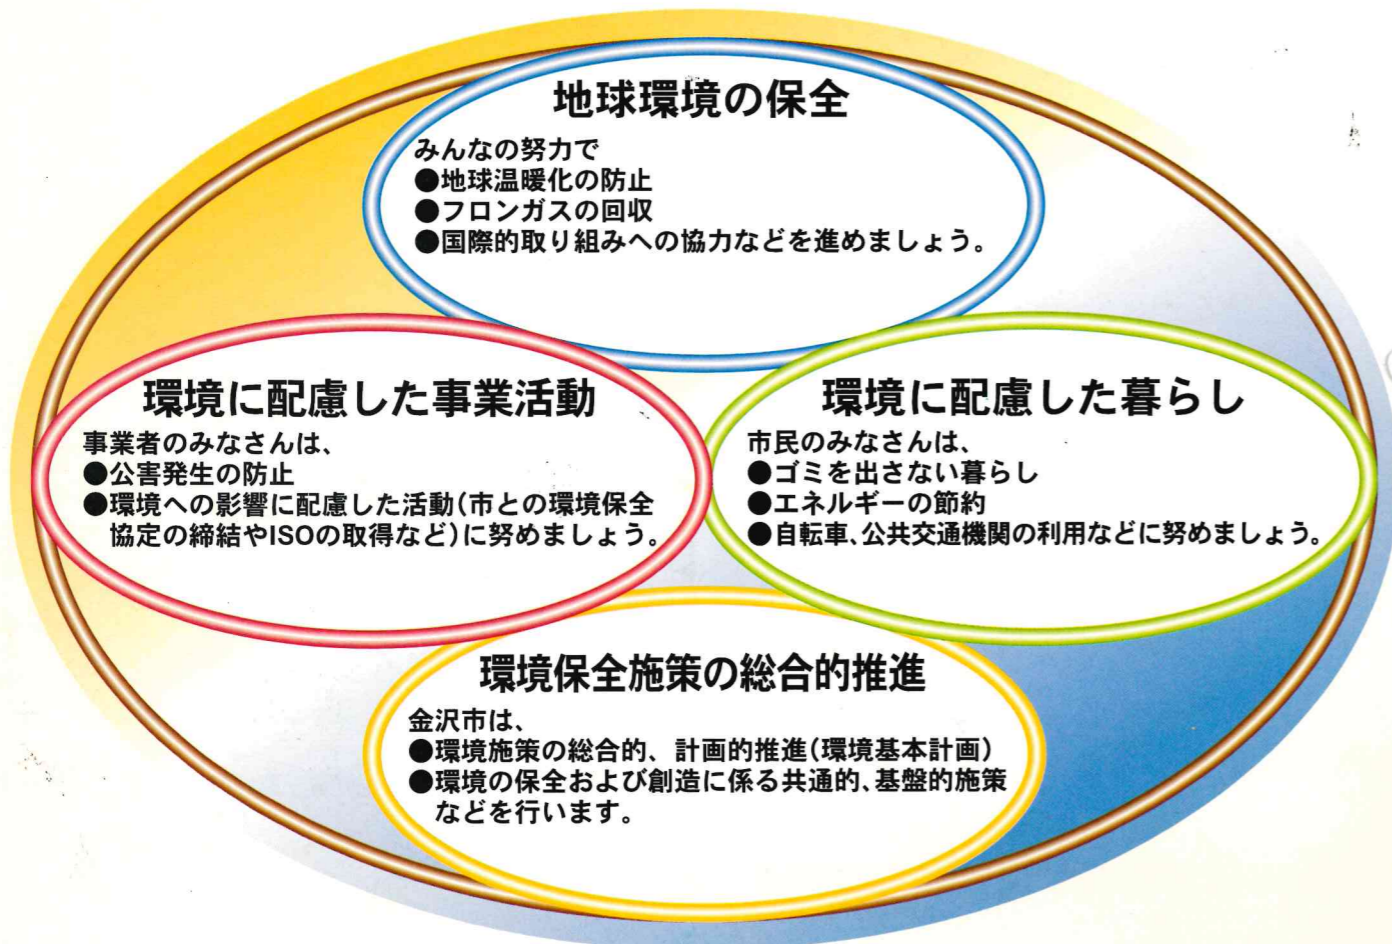 地球環境の保全
みんなの努力で
●地球温暖化の防止
●フロンガスの回収
●国際的取り組みへの協力などを進めましょう。
環境に配慮した事業活動
事業者のみなさんは、
●公害発生の防止
●環境への影響に配慮した活動(市との環境保全
協定の締結やISOの取得など)に努めましょう。
環境に配慮した暮らし
市民のみなさんは、
●ゴミを出さない暮らし
●エネルギーの節約
●自転車、公共交通機関の利用などに努めましょう。
環境保全施策の総合的推進
金沢市は、
●環境施策の総合的、計画的推進(環境基本計画)
●環境の保全および創造に係る共通的、基盤的施策
などを行います。